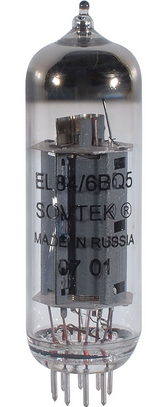 EL84/6BQ5
SOVTEK®
MADE IN RUSSIA
07 01